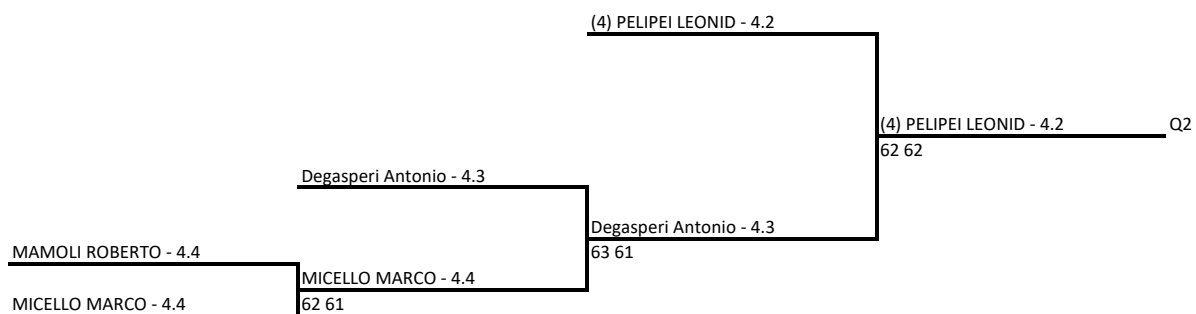 (4) PELIPEI LEONID - 4.2
(4) PELIPEI LEONID - 4.2 Q2
62 62
Degasperi Antonio - 4.3
Degasperi Antonio - 4.3
MAMOLI ROBERTO - 4.4
63 61
MICELLO MARCO - 4.4
MICELLO MARCO - 4.4
62 61